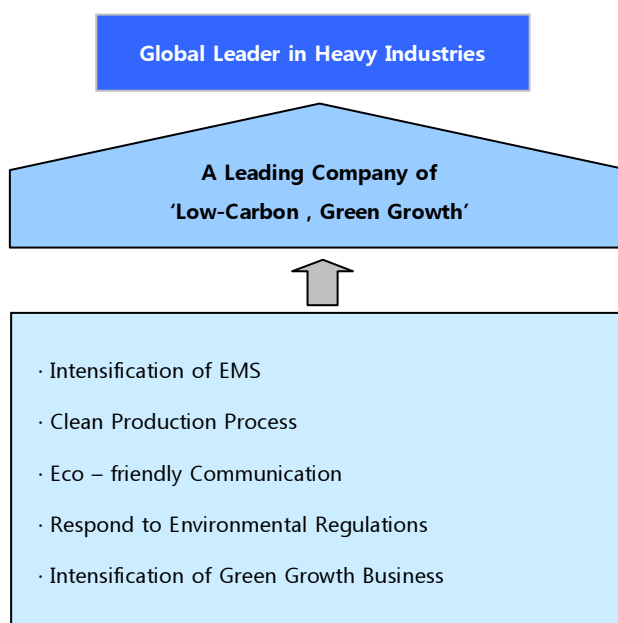 Global Leader in Heavy Industries
A Leading Company of
‘Low-Carbon , Green Growth’
· Intensification of EMS
· Clean Production Process
· Eco – friendly Communication
· Respond to Environmental Regulations
· Intensification of Green Growth Business